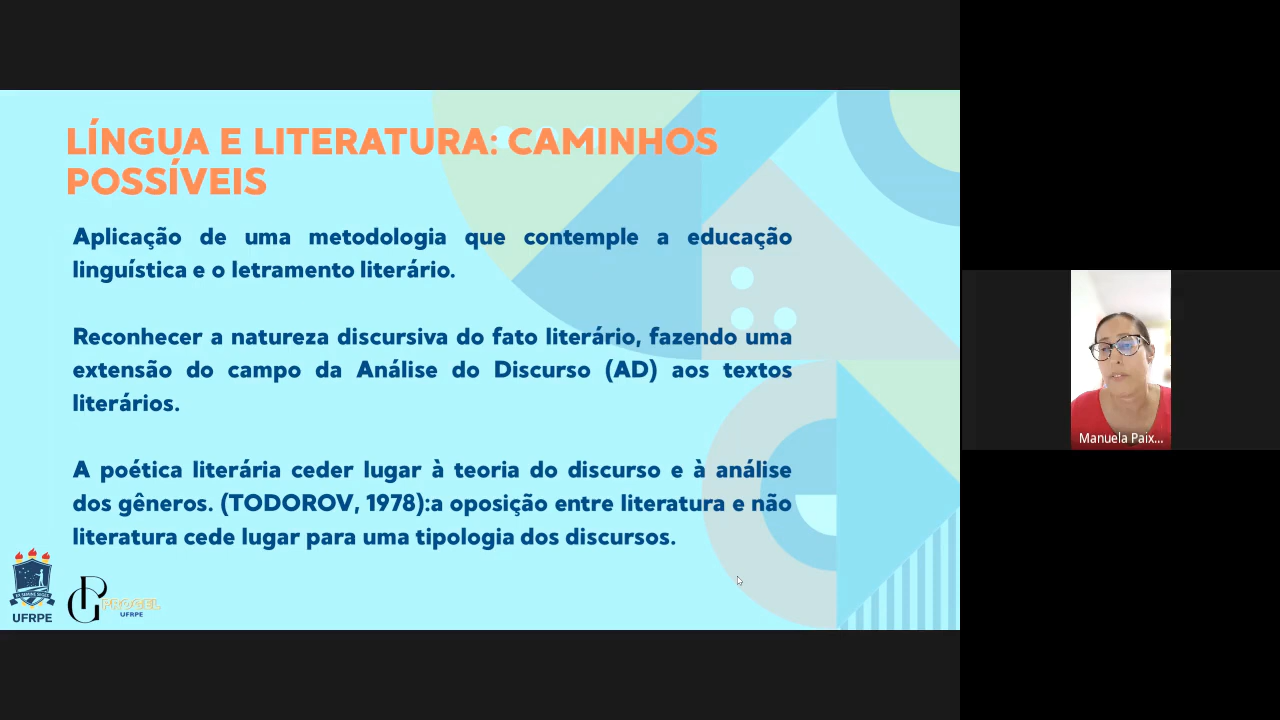 LÍNGUA E LITERATURA: CAMINHOS
POSSÍVEIS
Aplicação de uma metodologia que contemple a educação
linguística e o letramento literário.
Reconhecer a natureza discursiva do fato literário, fazendo uma
extensão do campo da Análise do Discurso (AD) aos textos
literários.
A poética literária ceder lugar à teoria do discurso e à análise
dos gêneros. (TODOROV, 1978):a oposição entre literatura e não
literatura cede lugar para uma tipologia dos discursos.
UFRPE
PROGEL
UFRPE
Manuela Paix...